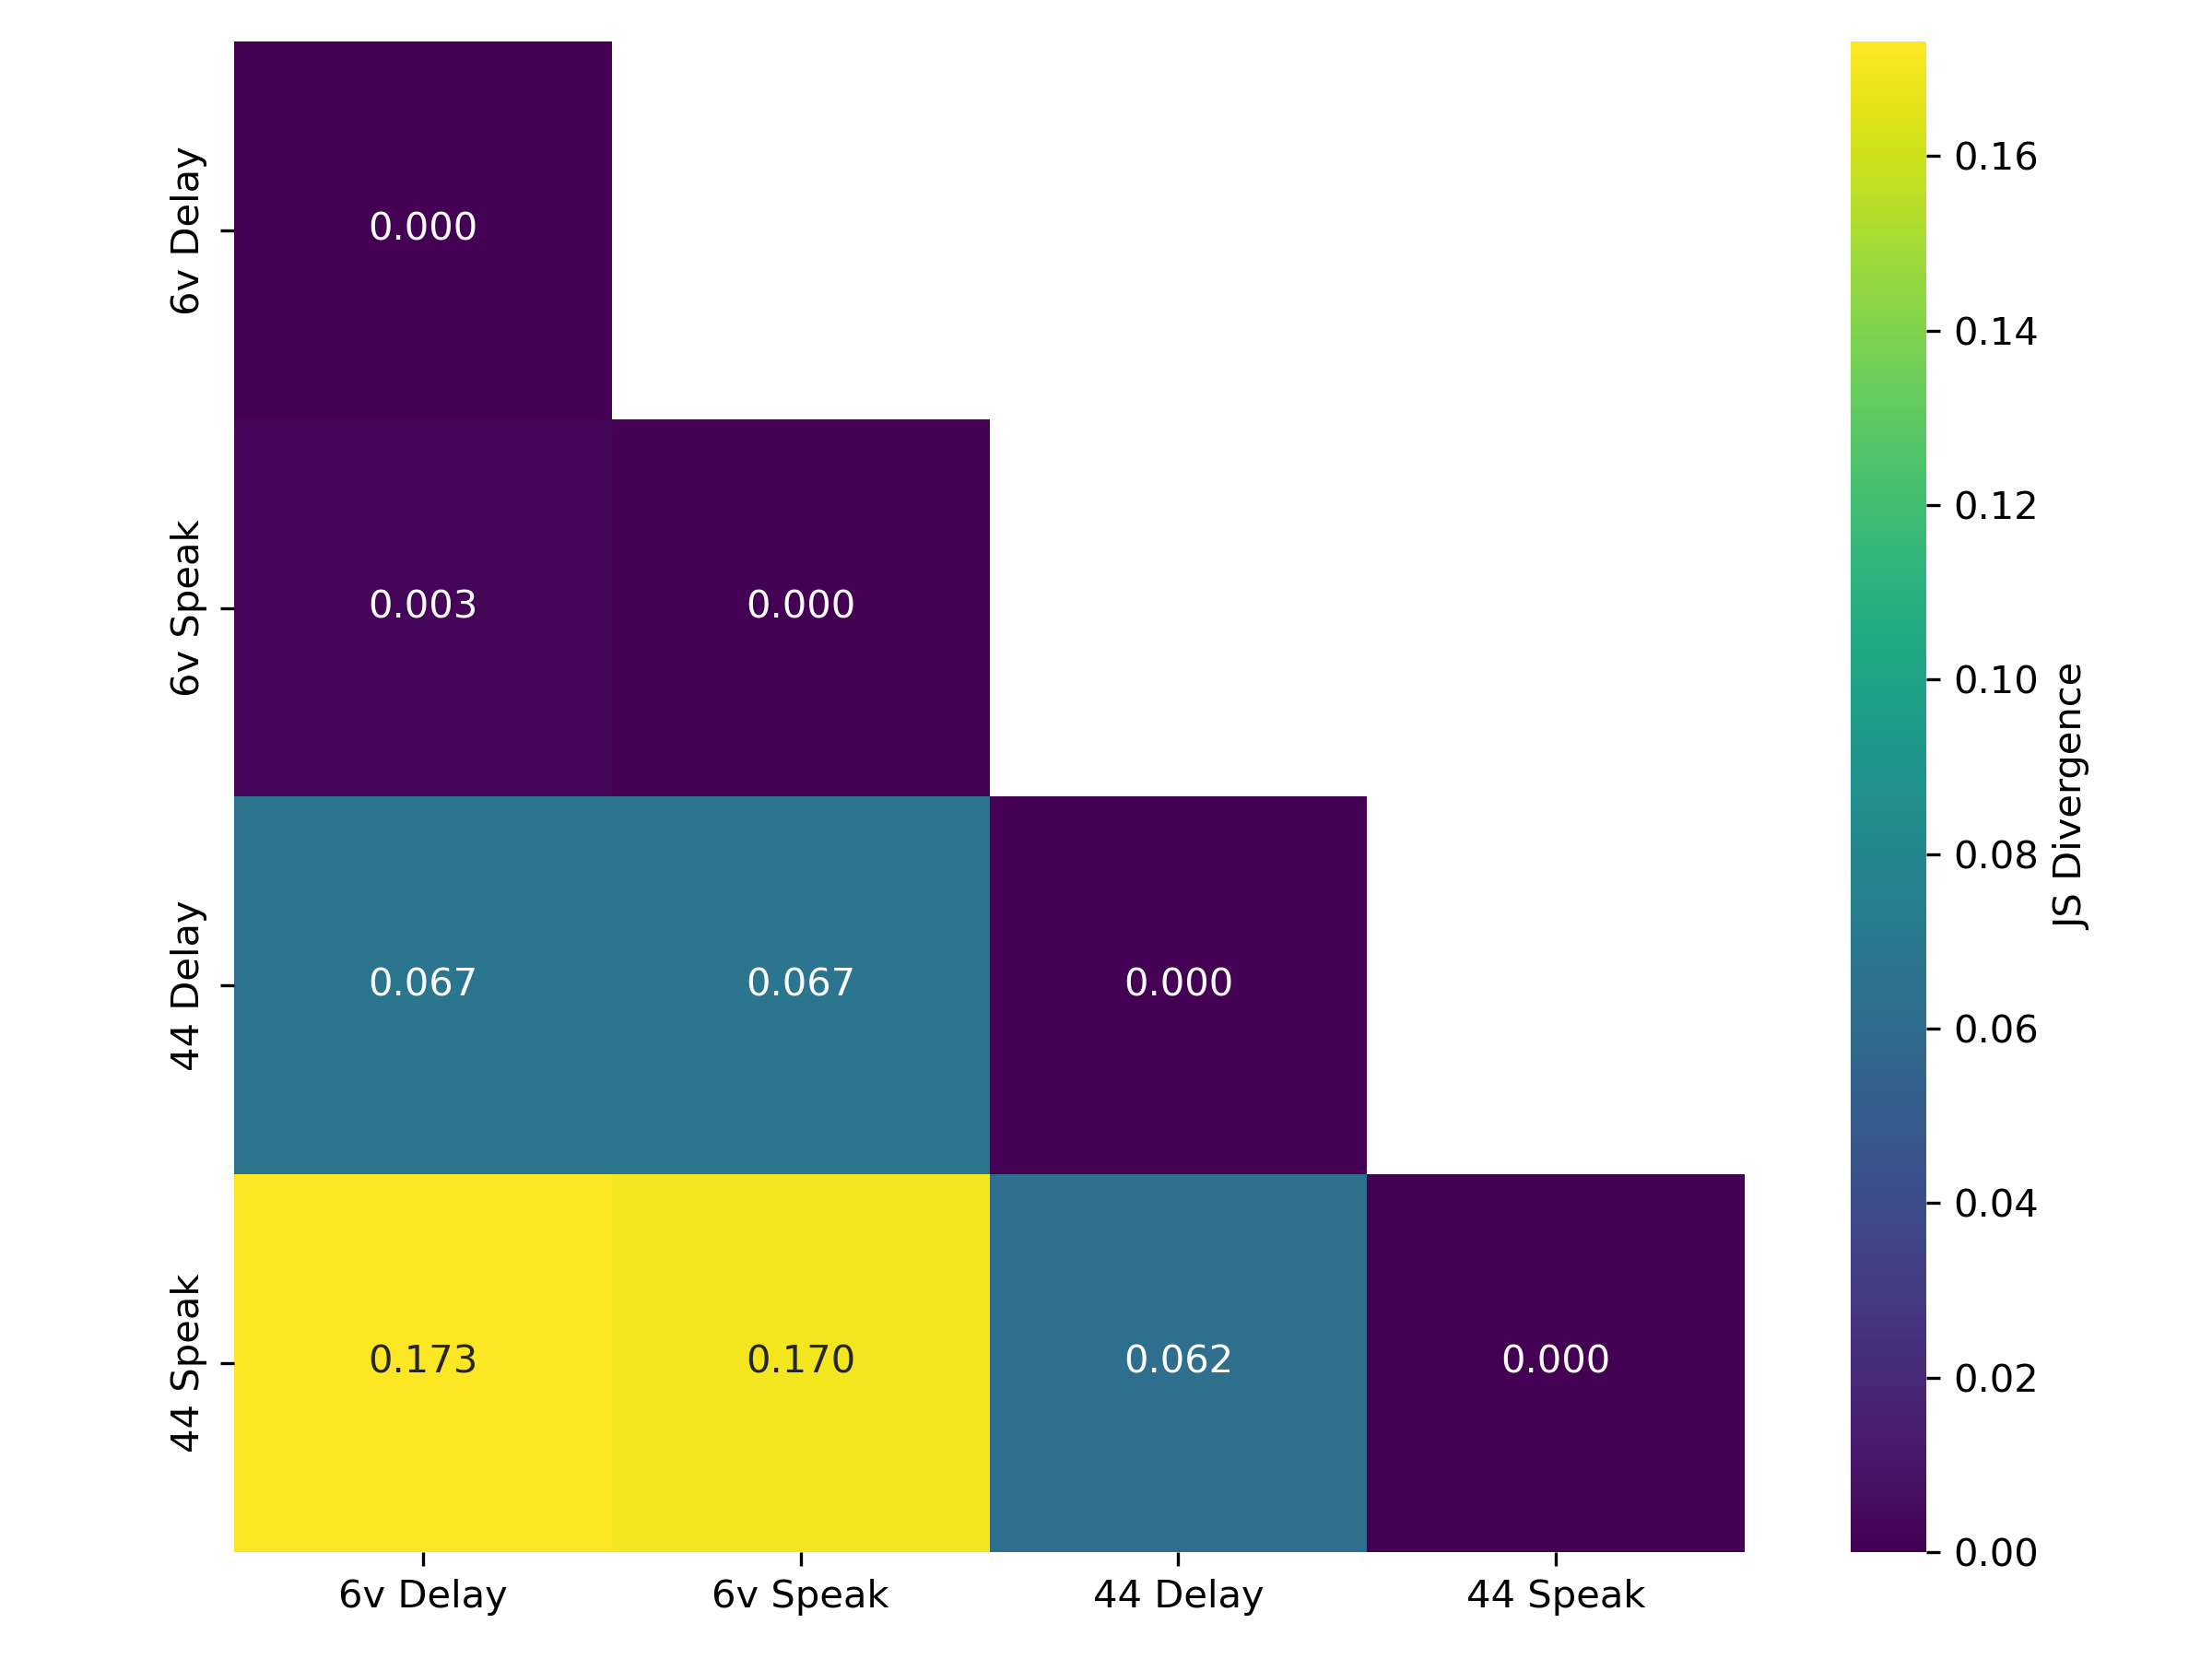 6v Delay
0.000
6v Speak
0.003 0.000
44 Delay
0.067 0.067 0.000
44 Speak
0.173 0.170 0.062 0.000
6v Delay 6v Speak 44 Delay 44 Speak
0.16
0.14
0.12
0.10
0.08
0.06
0.04
0.02
0.00
JS Divergence